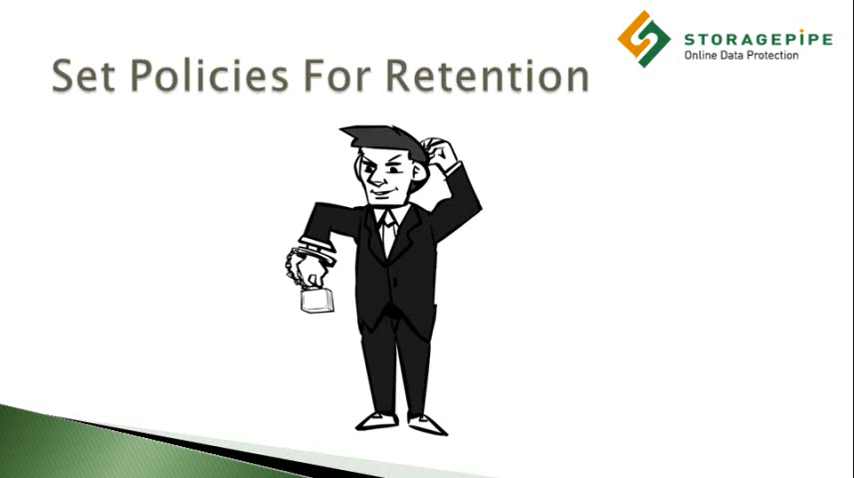 Set Policies For Retention
STORAGEPIPE
Online Data Protection